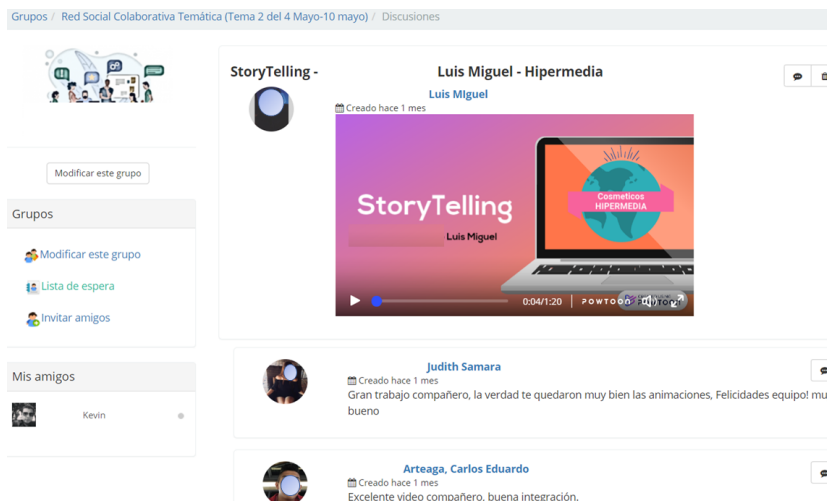 Grupos / Red Social Colaborativa Temática (Tema 2 del 4 Mayo-10 mayo) / Discusiones
StoryTelling - Luis Miguel - Hipermedia
Luis MIguel
Creado hace 1 mes
StoryTelling
Luis Miguel
Cosmeticos
HIPERMEDIA
0:04/1:20
POWTOON
Modificar este grupo
Grupos
Modificar este grupo
Lista de espera
Invitar amigos
Mis amigos
Kevin
Judith Samara
Creado hace 1 mes
Gran trabajo compañero, la verdad te quedaron muy bien las animaciones, Felicidades equipo! mu
bueno
Arteaga, Carlos Eduardo
Creado hace 1 mes
Excelente video compañero, buena integración.